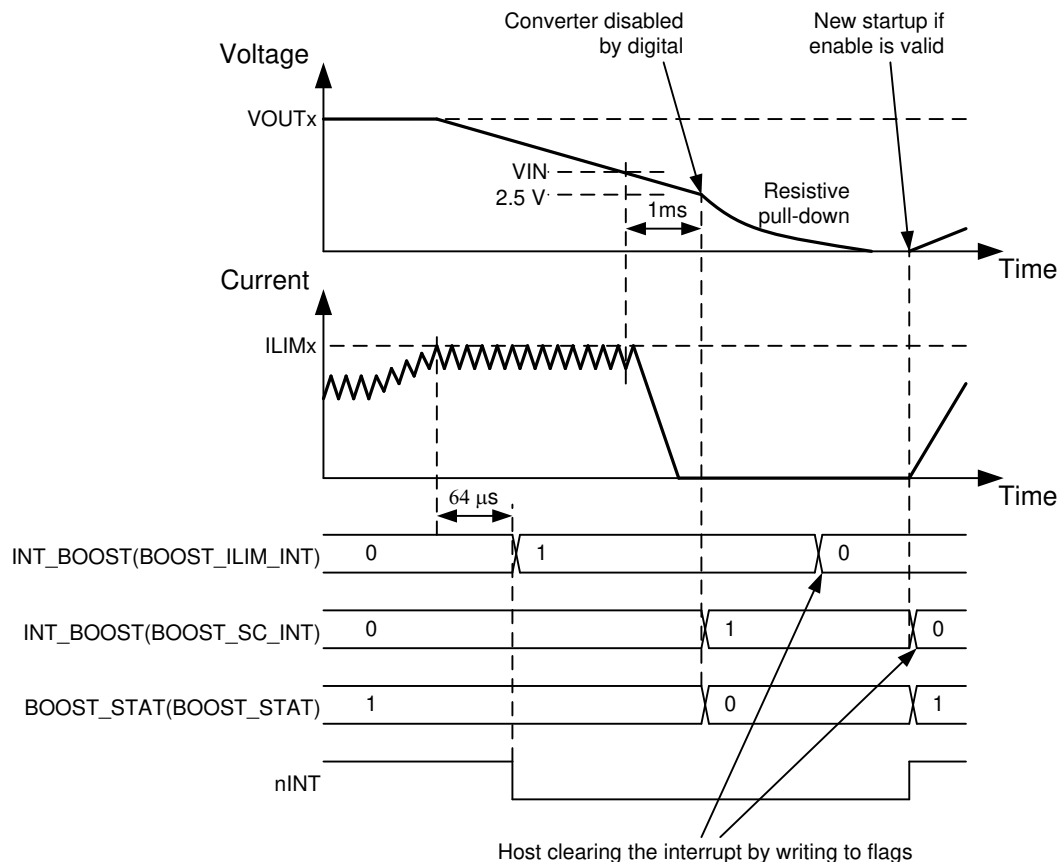 Converter disabled
by digital
New startup if
enable is valid
Voltage
VOUTx
VIN
2.5 V
1ms
Resistive
pull-down
Time
Current
ILIMx
Time
64 μs
INT_BOOST(BOOST_ILIM_INT)
0
1
0
INT_BOOST(BOOST_SC_INT)
0
1
0
BOOST_STAT(BOOST_STAT)
1
0
1
nINT
Host clearing the interrupt by writing to flags